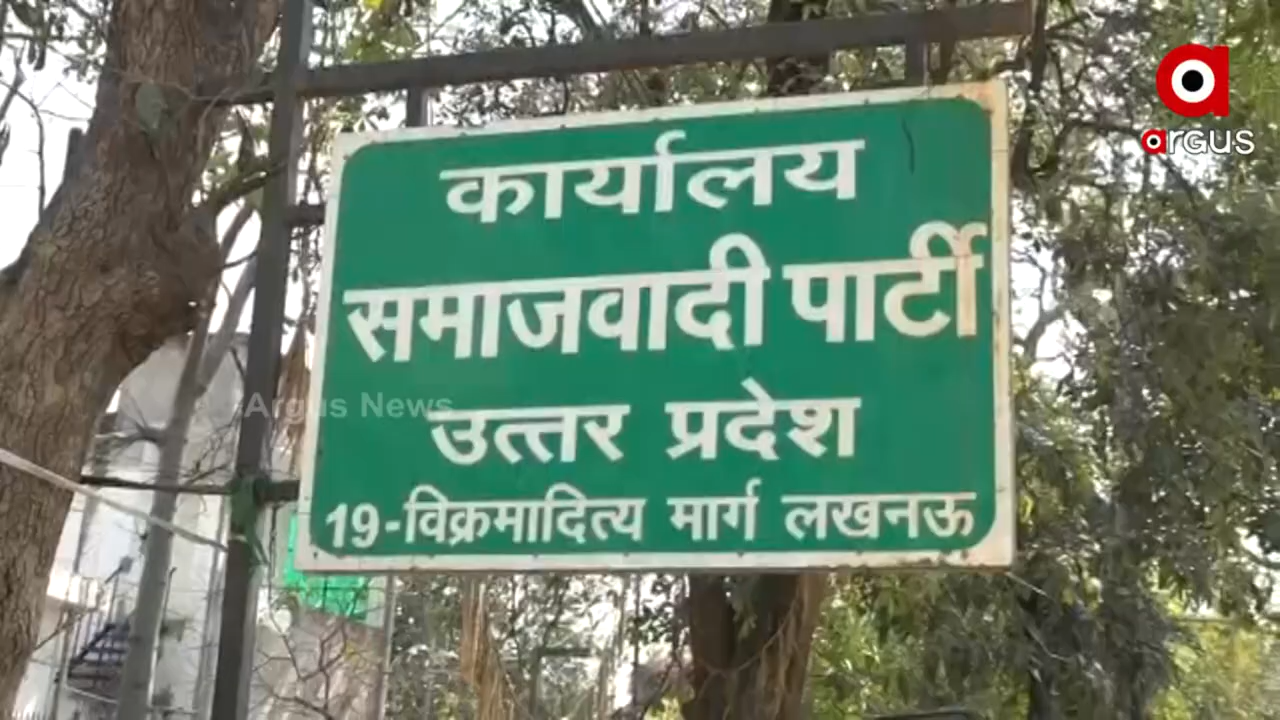 कार्यालय
समाजवादी पार्टी
उत्तर प्रदेश
19-विक्रमादित्य मार्ग लखनऊ
Argus News
argus